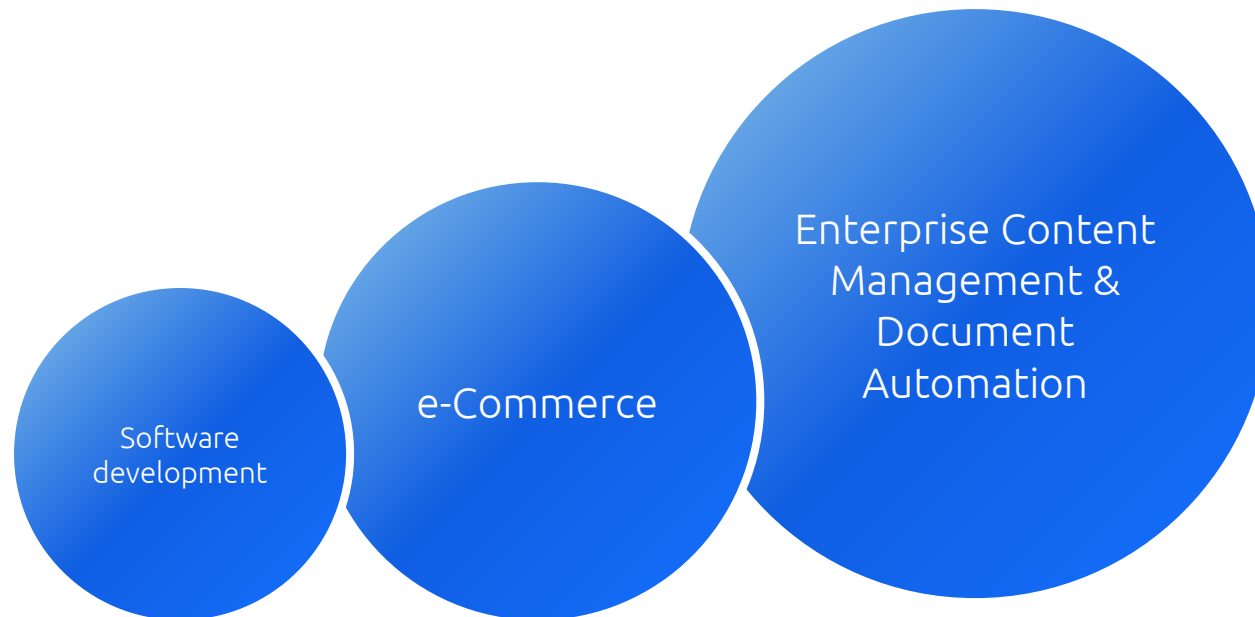 Software
development
e-Commerce
Enterprise Content
Management &
Document
Automation